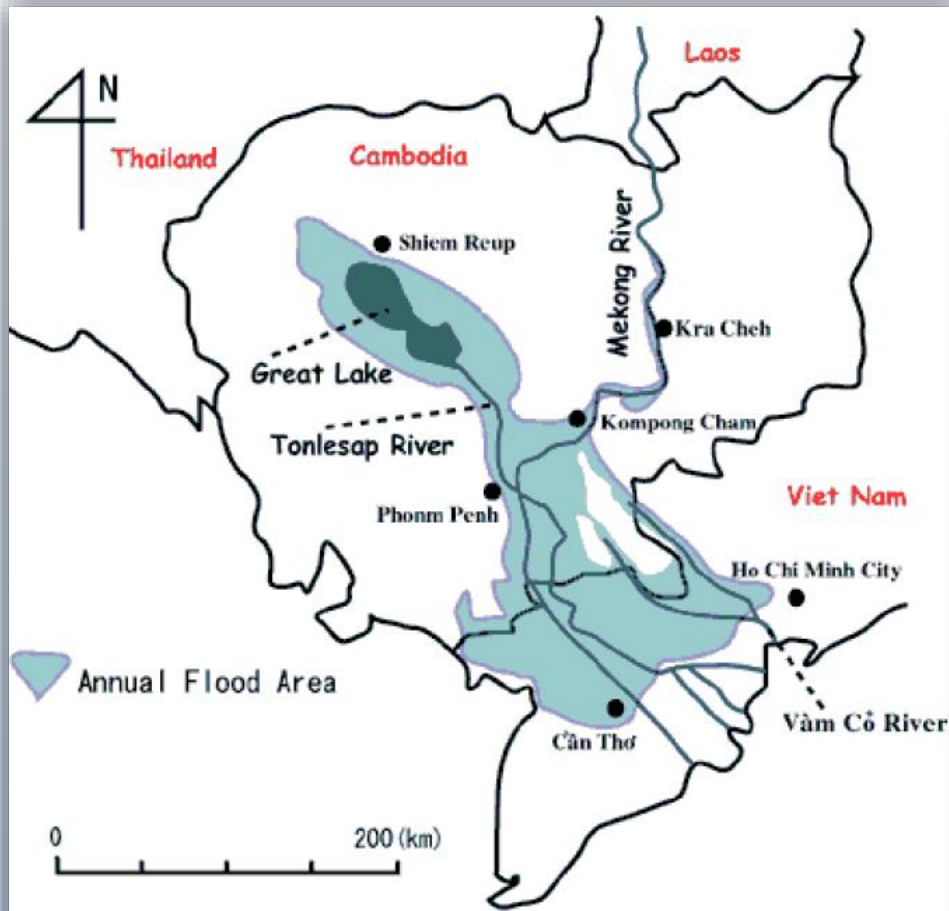 Laos
N
Thailand
Cambodia
Mekong River
Shiem Reup
Kra Cheh
Great Lake
Kompong Cham
Tonlesap River
Viet Nam
Phonm Penh
Ho Chi Minh City
Annual Flood Area
Vàm Cỏ River
Cần Thơ
0 200 (km)